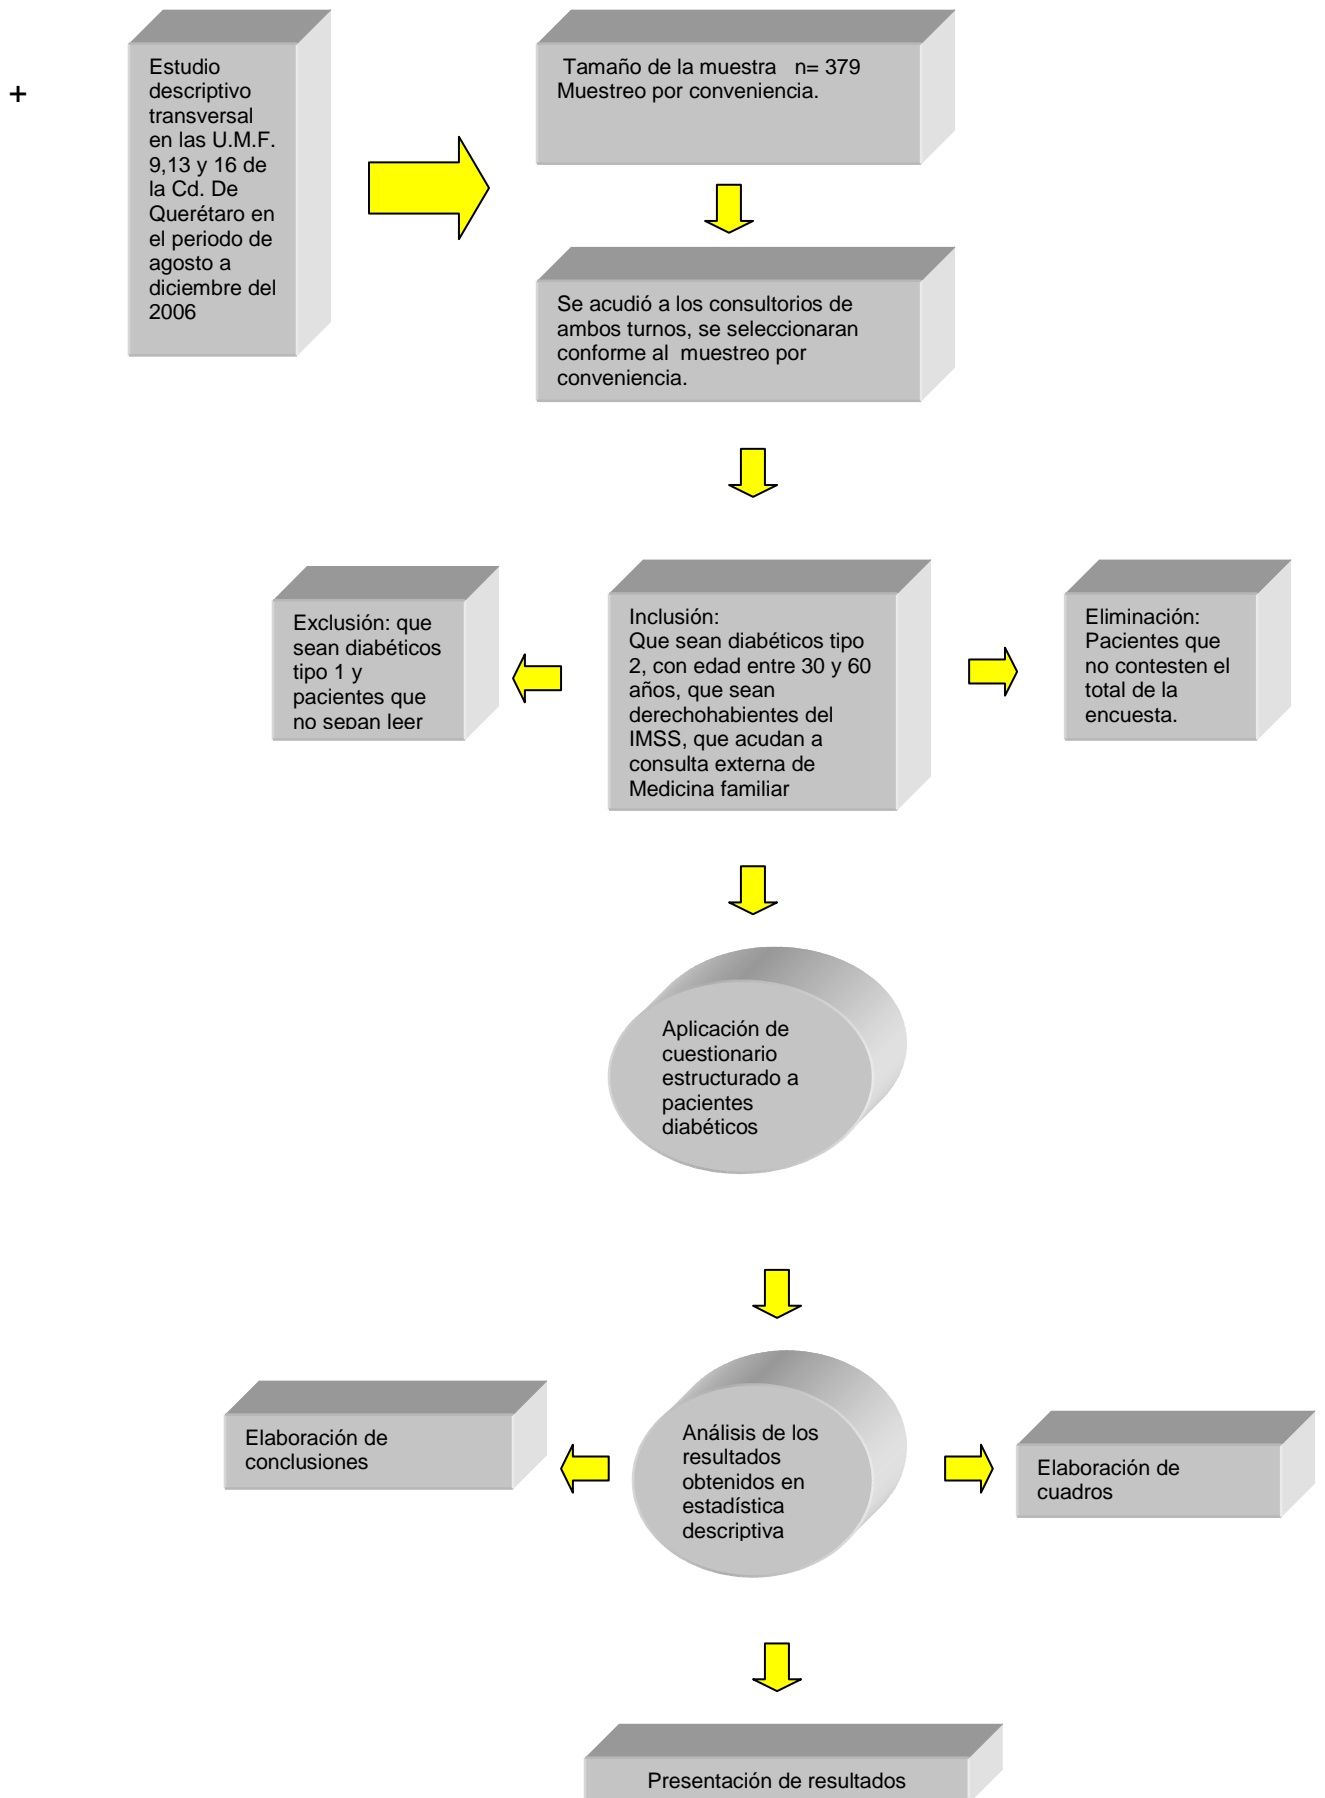 +
Estudio
descriptivo
transversal
en las U.M.F.
9,13 y 16 de
la Cd. De
Querétaro en
el periodo de
agosto a
diciembre del
2006
Tamaño de la muestra   n= 379
Muestreo por conveniencia.
Se acudió a los consultorios de
ambos turnos, se seleccionaran
conforme al  muestreo por
conveniencia.
Exclusión: que
sean diabéticos
tipo 1 y
pacientes que
no sepan leer
Inclusión:
Que sean diabéticos tipo
2, con edad entre 30 y 60
años, que sean
derechohabientes del
IMSS, que acudan a
consulta externa de
Medicina familiar
Eliminación:
Pacientes que
no contesten el
total de la
encuesta.
Aplicación de
cuestionario
estructurado a
pacientes
diabéticos
Elaboración de
conclusiones
Análisis de los
resultados
obtenidos en
estadística
descriptiva
Elaboración de
cuadros
Presentación de resultados